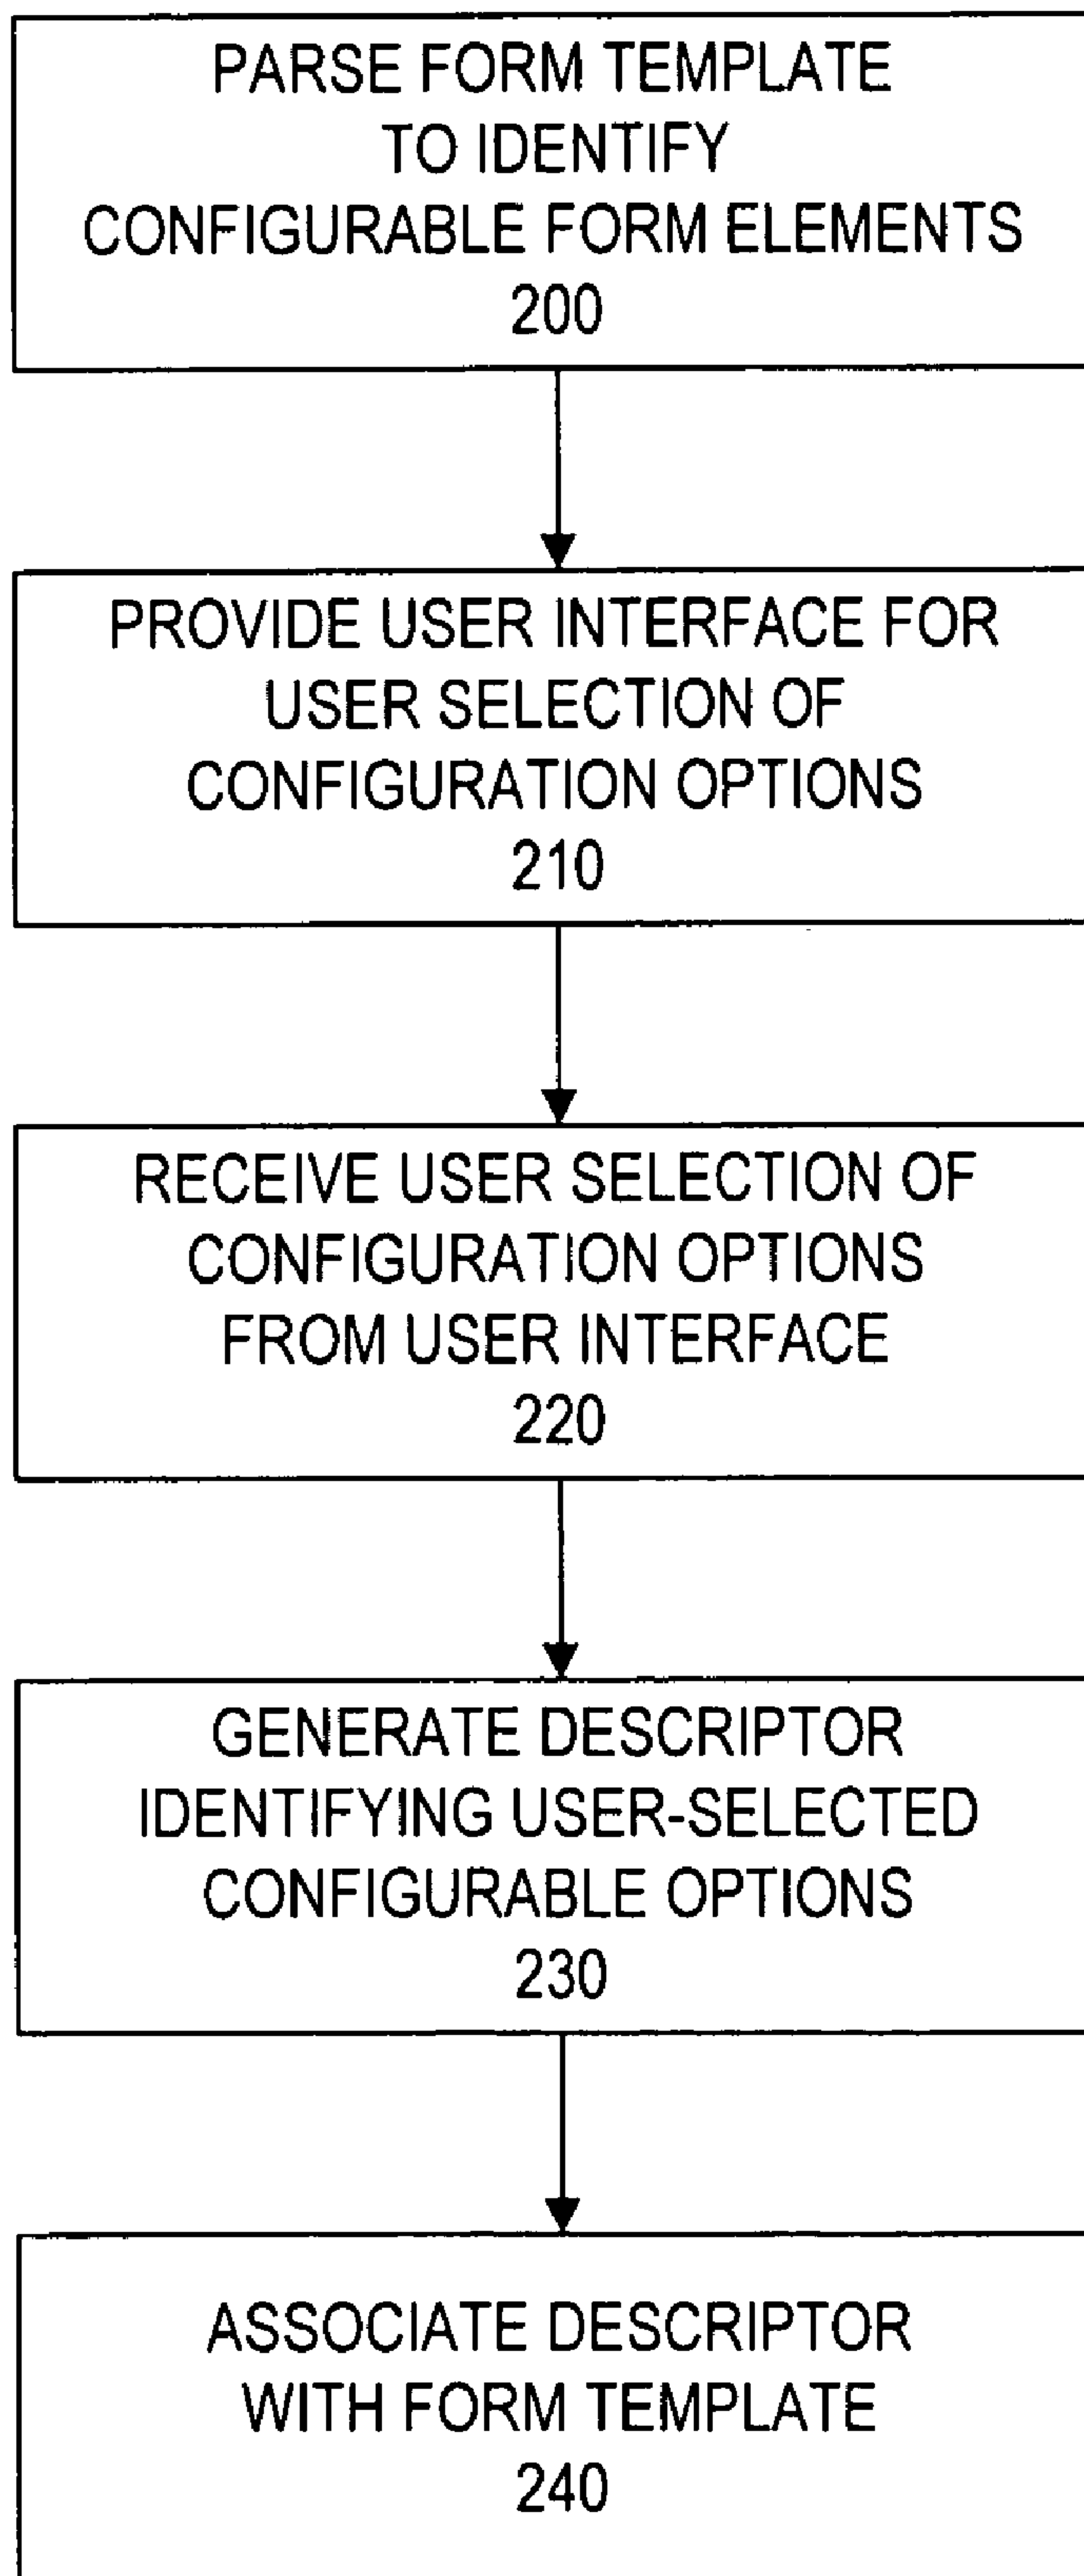 PARSE FORM TEMPLATE
TO IDENTIFY
CONFIGURABLE FORM ELEMENTS
200
PROVIDE USER INTERFACE FOR
USER SELECTION OF
CONFIGURATION OPTIONS
210
RECEIVE USER SELECTION OF
CONFIGURATION OPTIONS
FROM USER INTERFACE
220
GENERATE DESCRIPTOR
IDENTIFYING USER-SELECTED
CONFIGURABLE OPTIONS
230
ASSOCIATE DESCRIPTOR
WITH FORM TEMPLATE
240